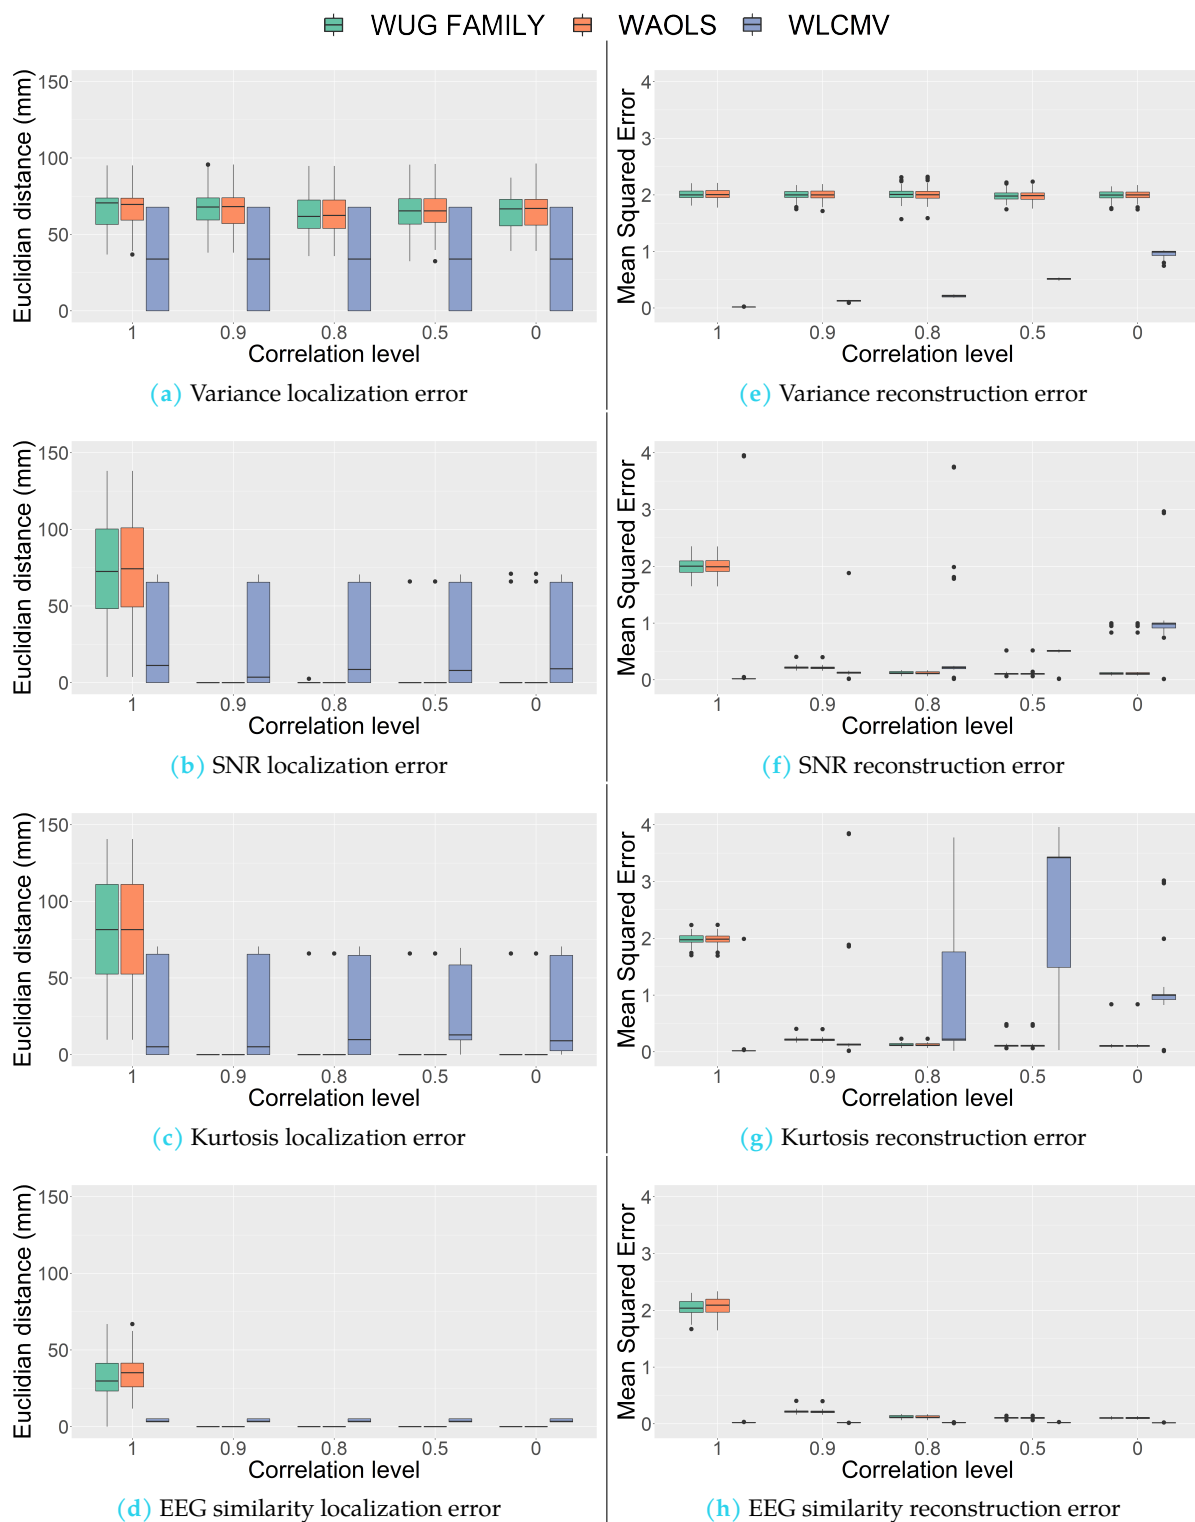 WUG FAMILY WAOLS WLCMV
Euclidian distance (mm)
150
100
50
0
1 0.9 0.8 0.5 0
Correlation level
(a) Variance localization error
Mean Squared Error
4
3
2
1
0
1 0.9 0.8 0.5 0
Correlation level
(e) Variance reconstruction error
Euclidian distance (mm)
150
100
50
0
1 0.9 0.8 0.5 0
Correlation level
(b) SNR localization error
Mean Squared Error
4
3
2
1
0
1 0.9 0.8 0.5 0
Correlation level
(f) SNR reconstruction error
Euclidian distance (mm)
150
100
50
0
1 0.9 0.8 0.5 0
Correlation level
(c) Kurtosis localization error
Mean Squared Error
4
3
2
1
0
1 0.9 0.8 0.5 0
Correlation level
(g) Kurtosis reconstruction error
Euclidian distance (mm)
150
100
50
0
1 0.9 0.8 0.5 0
Correlation level
(d) EEG similarity localization error
Mean Squared Error
4
3
2
1
0
1 0.9 0.8 0.5 0
Correlation level
(h) EEG similarity reconstruction error